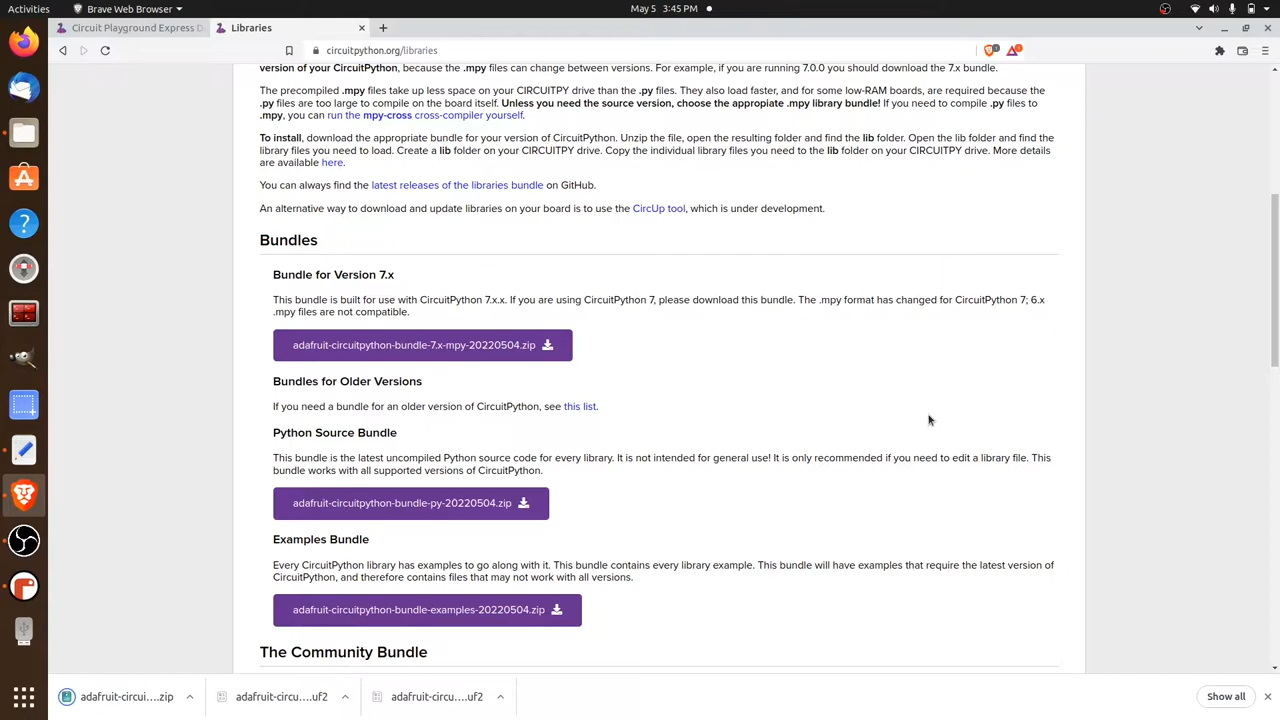 Activities
Brave Web Browser
May 5 3:45 PM
Circuit Playground Express D
Libraries
circuitpython.org/libraries
version of your CircuitPython, because the .mpy files can change between versions. For example, if you are running 7.0.0 you should download the 7.x bundle.
The precompiled .mpy files take up less space on your CIRCUITPY drive than the .py files. They also load faster, and for some low-RAM boards, are required because the
.py files are too large to compile on the board itself. Unless you need the source version, choose the appropiate .mpy library bundle! If you need to compile .py files to
.mpy, you can run the mpy-cross cross-compiler yourself.
To install, download the appropriate bundle for your version of CircuitPython. Unzip the file, open the resulting folder and find the lib folder. Open the lib folder and find the
library files you need to load. Create a lib folder on your CIRCUITPY drive. Copy the individual library files you need to the lib folder on your CIRCUITPY drive. More details
are available here.
You can always find the latest releases of the libraries bundle on GitHub.
An alternative way to download and update libraries on your board is to use the CircUp tool, which is under development.
Bundles
Bundle for Version 7.x
This bundle is built for use with CircuitPython 7.x.x. If you are using CircuitPython 7, please download this bundle. The .mpy format has changed for CircuitPython 7; 6.x
.mpy files are not compatible.
adafruit-circuitpython-bundle-7.x-mpy-20220504.zip
Bundles for Older Versions
If you need a bundle for an older version of CircuitPython, see this list.
Python Source Bundle
This bundle is the latest uncompiled Python source code for every library. It is not intended for general use! It is only recommended if you need to edit a library file. This
bundle works with all supported versions of CircuitPython.
adafruit-circuitpython-bundle-py-20220504.zip
Examples Bundle
Every CircuitPython library has examples to go along with it. This bundle contains every library example. This bundle will have examples that require the latest version of
CircuitPython, and therefore contains files that may not work with all versions.
adafruit-circuitpython-bundle-examples-20220504.zip
The Community Bundle
adafruit-circui....zip
adafruit-circu....uf2
adafruit-circu....uf2
Show all